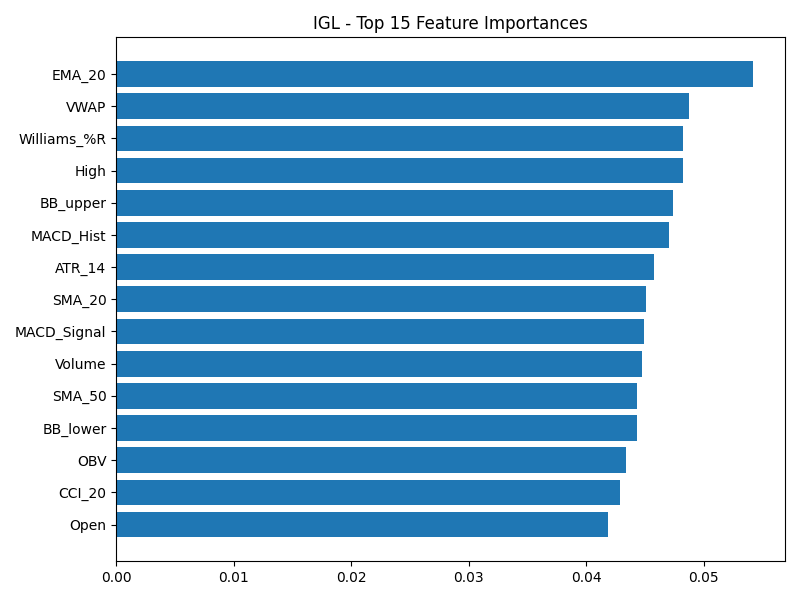 IGL - Top 15 Feature Importances
EMA_20
VWAP
Williams_%R
High
BB_upper
MACD_Hist
ATR_14
SMA_20
MACD_Signal
Volume
SMA_50
BB_lower
OBV
CCI_20
Open
0.00 0.01 0.02 0.03 0.04 0.05